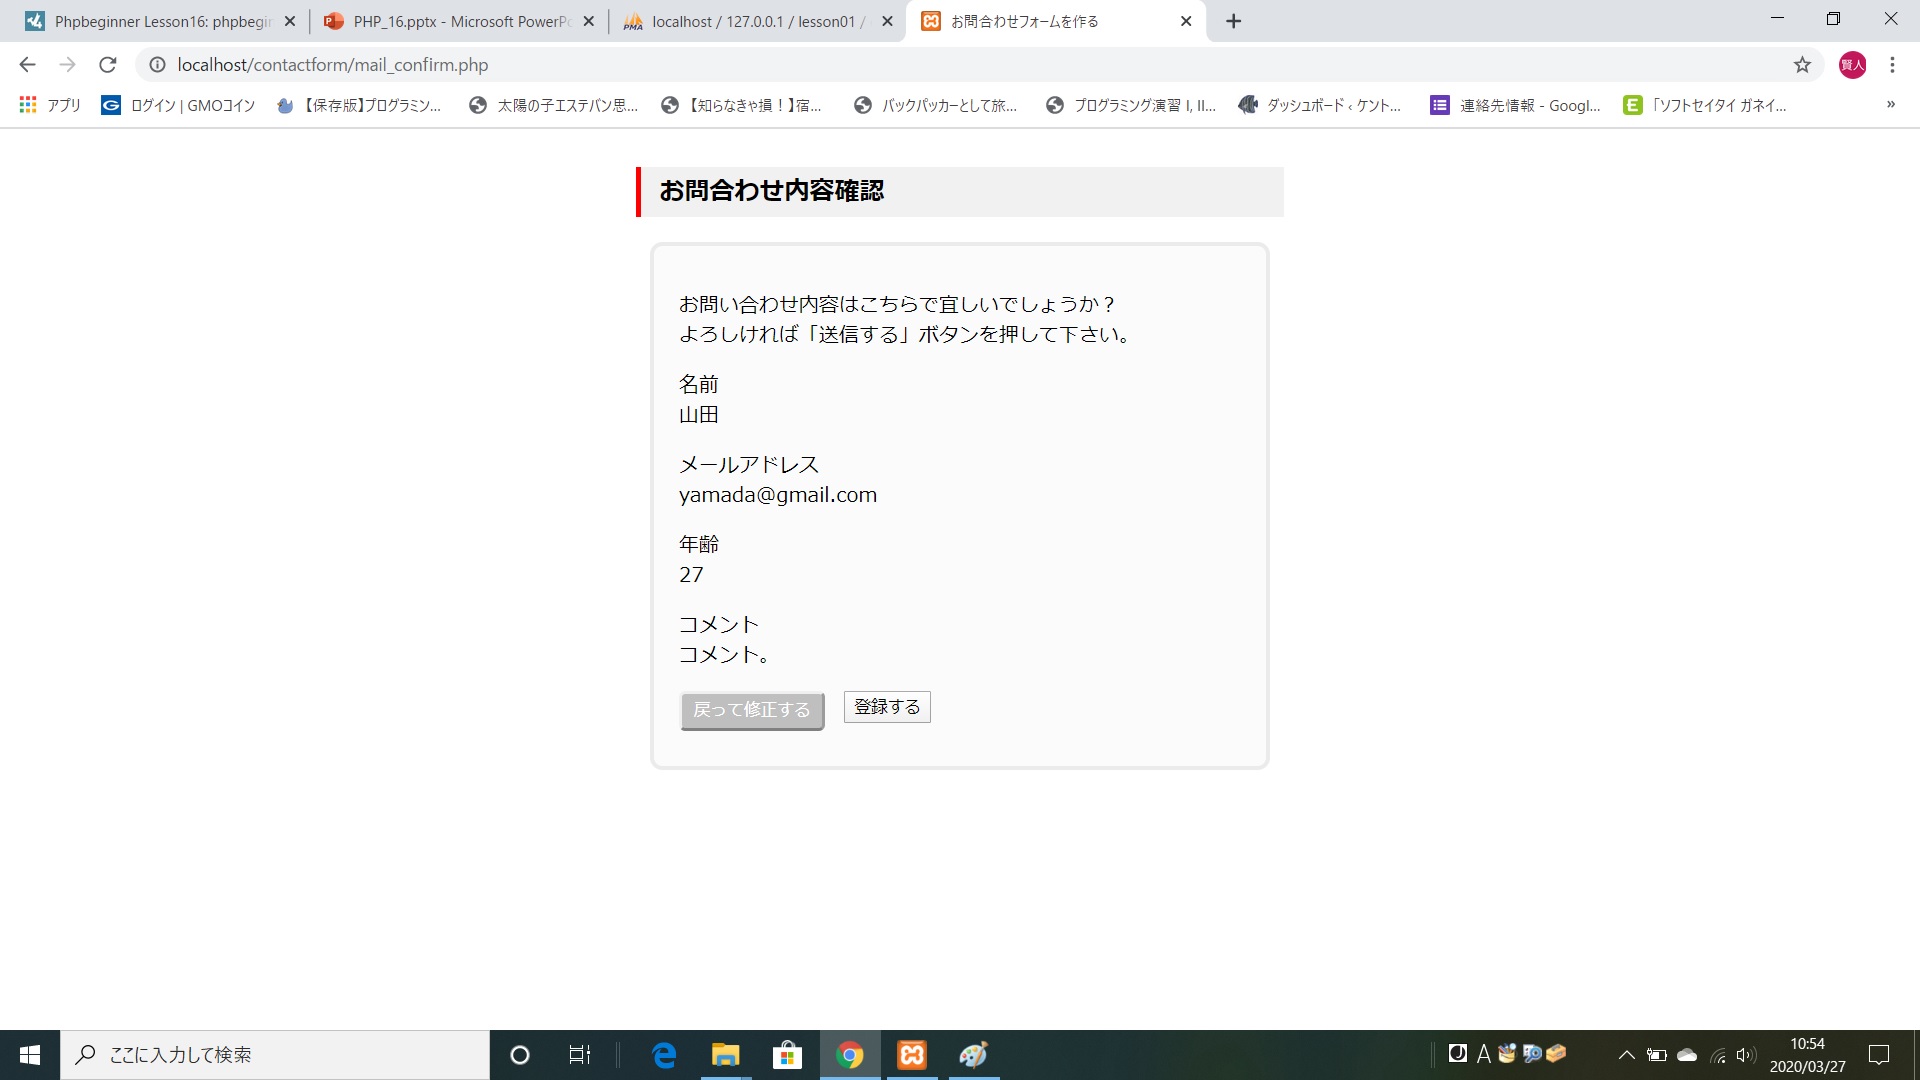 Phpbeginner Lesson16: phpbegin
PHP_16.pptx - Microsoft PowerPo
localhost / 127.0.0.1 / lesson01 /
お問合わせフォームを作る
localhost/contactform/mail_confirm.php
賢人
アプリ
ログイン | GMOコイン
【保存版】プログラミン...
太陽の子エステバン思...
【知らなきゃ損！】宿...
バックパッカーとして旅...
プログラミング演習 I, II...
ダッシュボード ‹ ケント...
連絡先情報 - Googl...
「ソフトセイタイ ガネイ...
»
お問合わせ内容確認
お問い合わせ内容はこちらで宜しいでしょうか？
よろしければ「送信する」ボタンを押して下さい。
名前
山田
メールアドレス
yamada@gmail.com
年齢
27
コメント
コメント。
戻って修正する
登録する
ここに入力して検索
A
10:54
2020/03/27